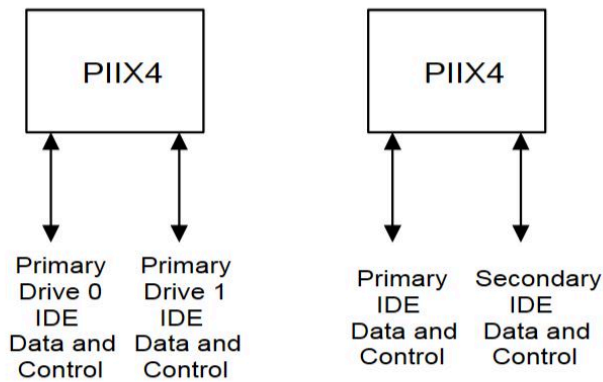 PIIX4
Primary
Drive 0
IDE
Data and
Control
Primary
Drive 1
IDE
Data and
Control
PIIX4
Primary
IDE
Data and
Control
Secondary
IDE
Data and
Control